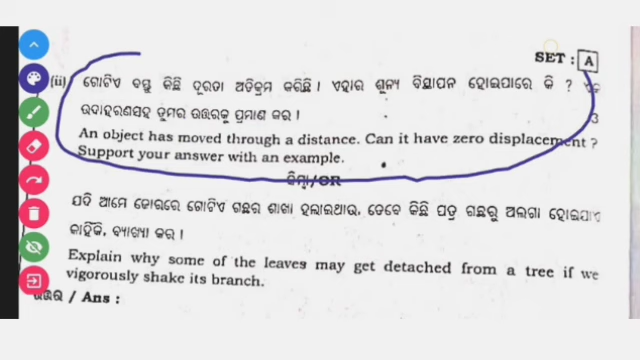 SET : A
(ii) ଗୋଟିଏ ବସ୍ତୁ କିଛି ଦୂରତା ଅତିକ୍ରମ କରିଛି । ଏହାର ଶୂନ୍ୟ ବିସ୍ଥାପନ ହୋଇପାରେ କି ?
ଉଦାହରଣସହ ତୁମର ଉତ୍ତରକୁ ପ୍ରମାଣ କର । 3
An object has moved through a distance. Can it have zero displacement ?
Support your answer with an example.
କିମ୍ବା/OR
ଯଦି ଆମେ ଜୋରରେ ଗୋଟିଏ ଗଛର ଶାଖା ହଲାଇଥାଉ, ତେବେ କିଛି ପତ୍ର ଗଛରୁ ଅଲଗା ହୋଇଯାଏ
କାହିଁକି, ବ୍ୟାଖ୍ୟା କର ।
Explain why some of the leaves may get detached from a tree if we
vigorously shake its branch.
ଉତ୍ତର / Ans :